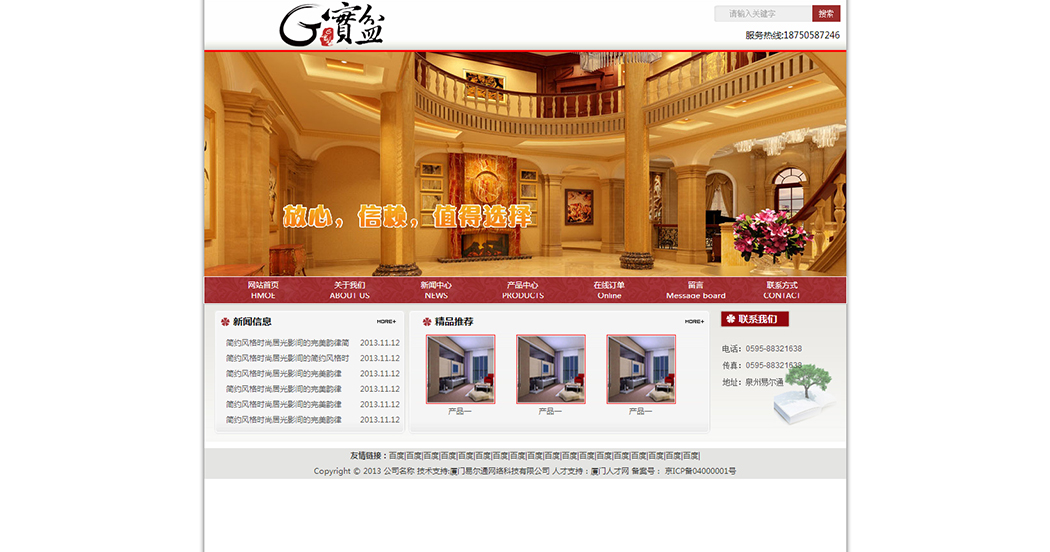 G寶盆
请输入关键字 搜索
服务热线:18750587246
放心，信赖，值得选择
网站首页 关于我们 新闻中心 产品中心 在线订单 留言 联系方式
HMOE ABOUT US NEWS PRODUCTS Online Message board CONTACT
新闻信息 MORE+
简约风格时尚居光影间的完美韵律简 2013.11.12
简约风格时尚居光影间的简约风格时 2013.11.12
简约风格时尚居光影间的完美韵律 2013.11.12
简约风格时尚居光影间的完美韵律 2013.11.12
简约风格时尚居光影间的完美韵律 2013.11.12
简约风格时尚居光影间的完美韵律 2013.11.12
精品推荐 MORE+
产品一 产品一 产品一
联系我们
电话：0595-88321638
传真：0595-88321638
地址：泉州易尔通
友情链接：百度|百度|百度|百度|百度|百度|百度|百度|百度|百度|百度|百度|百度|百度|百度|百度|百度|百度|
Copyright © 2013 公司名称 技术支持:厦门易尔通网络科技有限公司 人才支持：厦门人才网 备案号： 京ICP备04000001号